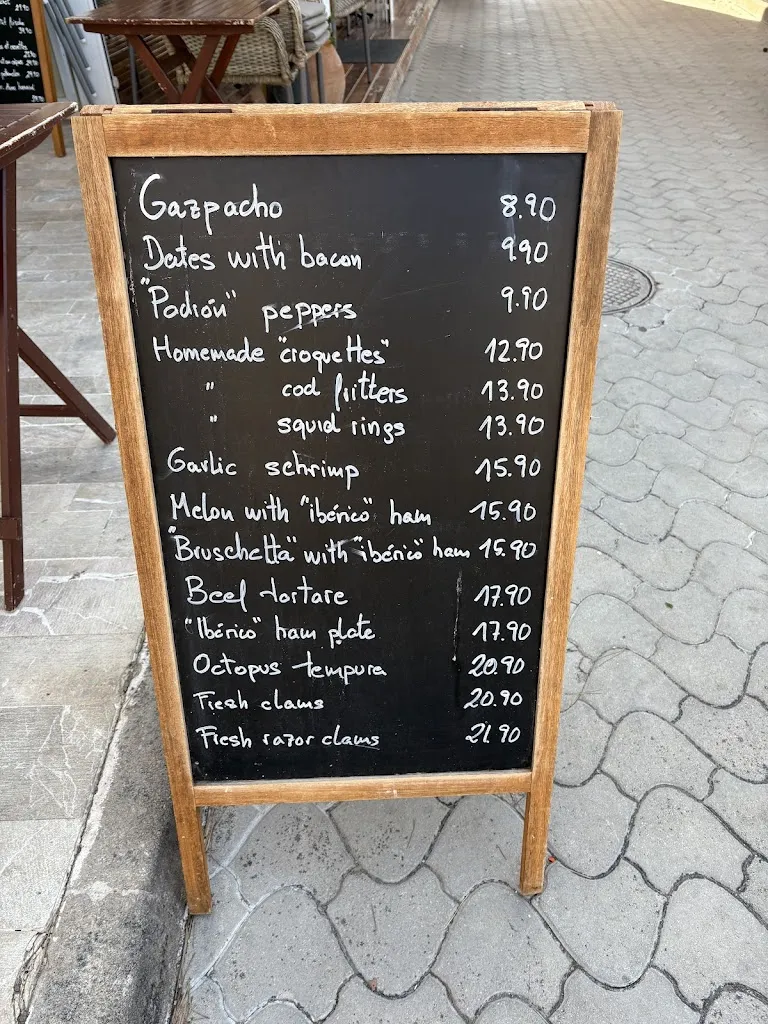 Gazpacho 8.90
Dates with bacon 9.90
"Padión" peppers 9.90
Homemade "croquettes" 12.90
" cod fritters 13.90
" squid rings 13.90
Garlic schrimp 15.90
Melon with "ibérico" ham 15.90
"Bruschetta" with "ibérico" ham 15.90
Beef tartare 17.90
"Ibérico" ham plate 17.90
Octopus tempura 20.90
Fresh clams 20.90
Fresh razor clams 21.90